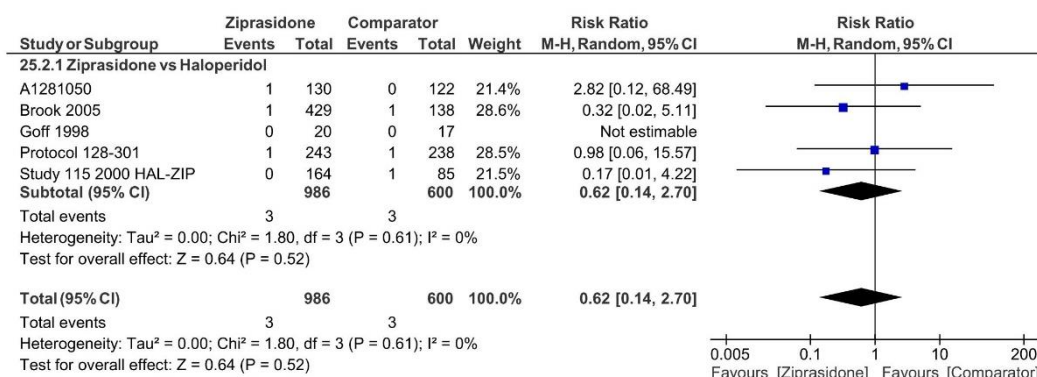 Ziprasidone Comparator Risk Ratio Risk Ratio
Study or Subgroup Events Total Events Total Weight M-H, Random, 95% CI M-H, Random, 95% CI
25.2.1 Ziprasidone vs Haloperidol
A1281050 1 130 0 122 21.4% 2.82 [0.12, 68.49]
Brook 2005 1 429 1 138 28.6% 0.32 [0.02, 5.11]
Goff 1998 0 20 0 17 Not estimable
Protocol 128-301 1 243 1 238 28.5% 0.98 [0.06, 15.57]
Study 115 2000 HAL-ZIP 0 164 1 85 21.5% 0.17 [0.01, 4.22]
Subtotal (95% CI) 986 600 100.0% 0.62 [0.14, 2.70]
Total events 3 3
Heterogeneity: Tau² = 0.00; Chi² = 1.80, df = 3 (P = 0.61); I² = 0%
Test for overall effect: Z = 0.64 (P = 0.52)
Total (95% CI) 986 600 100.0% 0.62 [0.14, 2.70]
Total events 3 3
Heterogeneity: Tau² = 0.00; Chi² = 1.80, df = 3 (P = 0.61); I² = 0%
Test for overall effect: Z = 0.64 (P = 0.52)
0.005 0.1 1 10 200
Favours [Ziprasidone] Favours [Comparator]